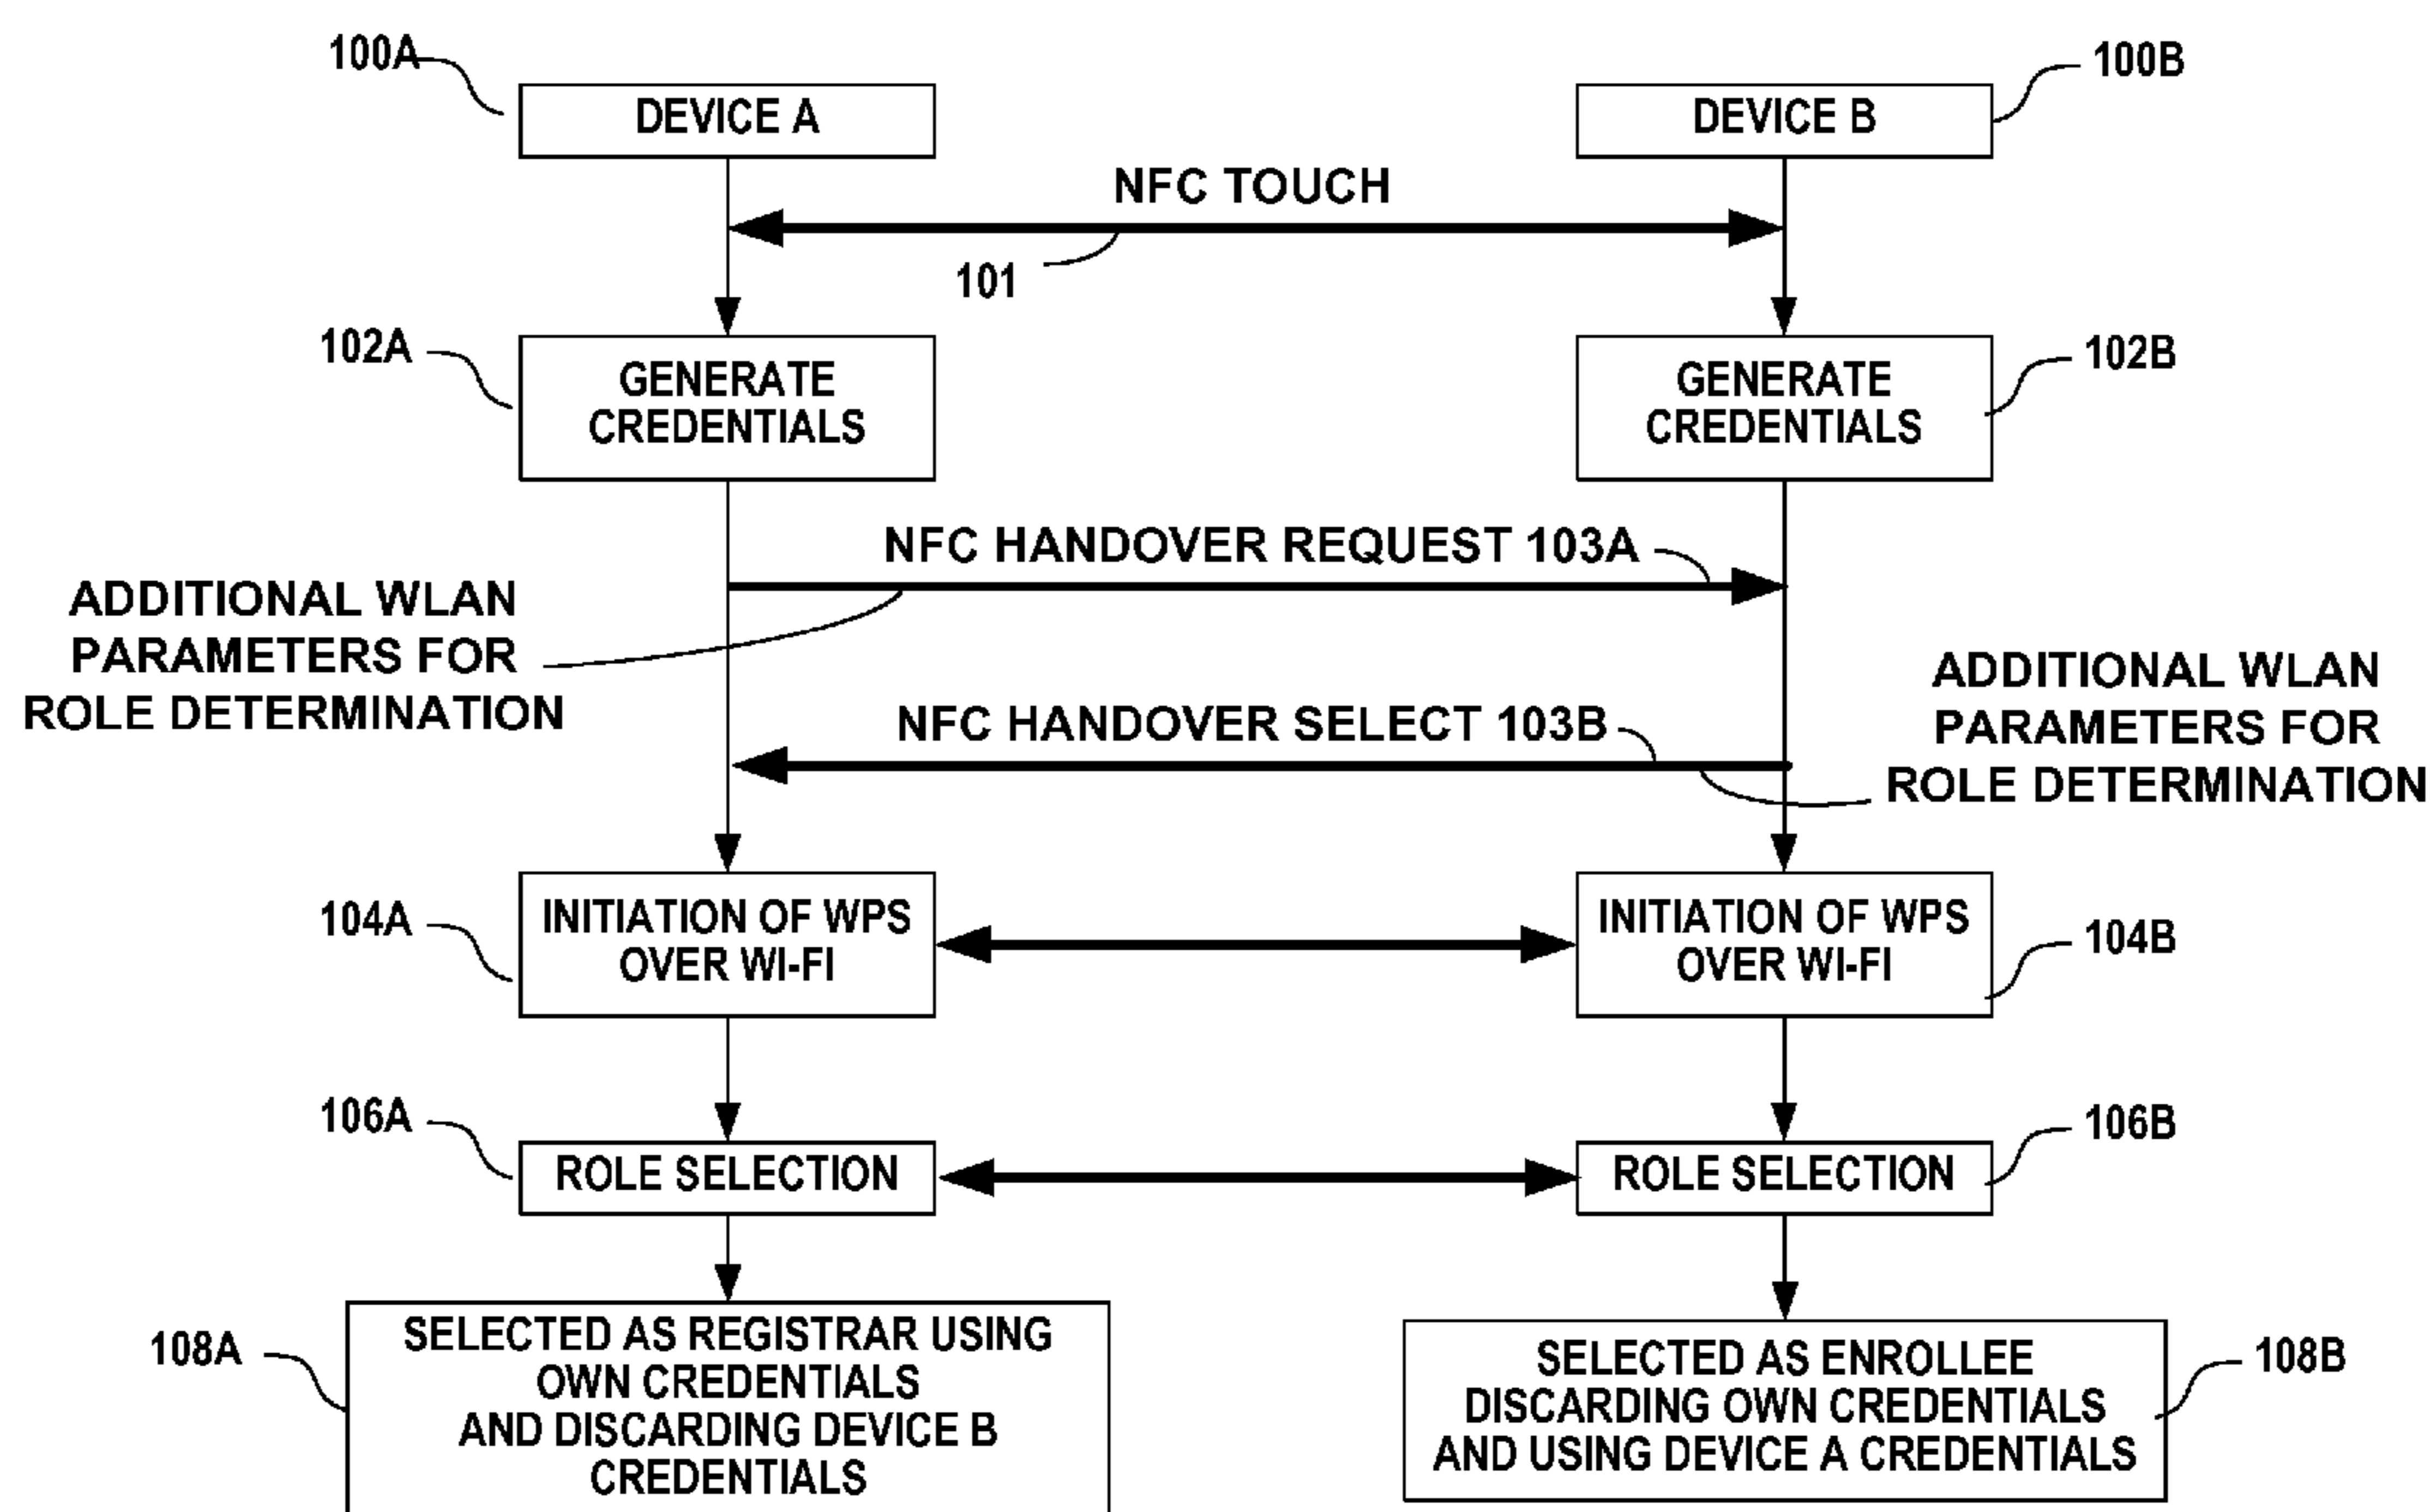 100A
100B
DEVICE A
DEVICE B
NFC TOUCH
101
102A
GENERATE
CREDENTIALS
102B
GENERATE
CREDENTIALS
NFC HANDOVER REQUEST 103A
ADDITIONAL WLAN
PARAMETERS FOR
ROLE DETERMINATION
NFC HANDOVER SELECT 103B
ADDITIONAL WLAN
PARAMETERS FOR
ROLE DETERMINATION
104A
INITIATION OF WPS
OVER WI-FI
INITIATION OF WPS
OVER WI-FI
104B
106A
ROLE SELECTION
ROLE SELECTION
106B
108A
SELECTED AS REGISTRAR USING
OWN CREDENTIALS
AND DISCARDING DEVICE B
CREDENTIALS
SELECTED AS ENROLLEE
DISCARDING OWN CREDENTIALS
AND USING DEVICE A CREDENTIALS
108B